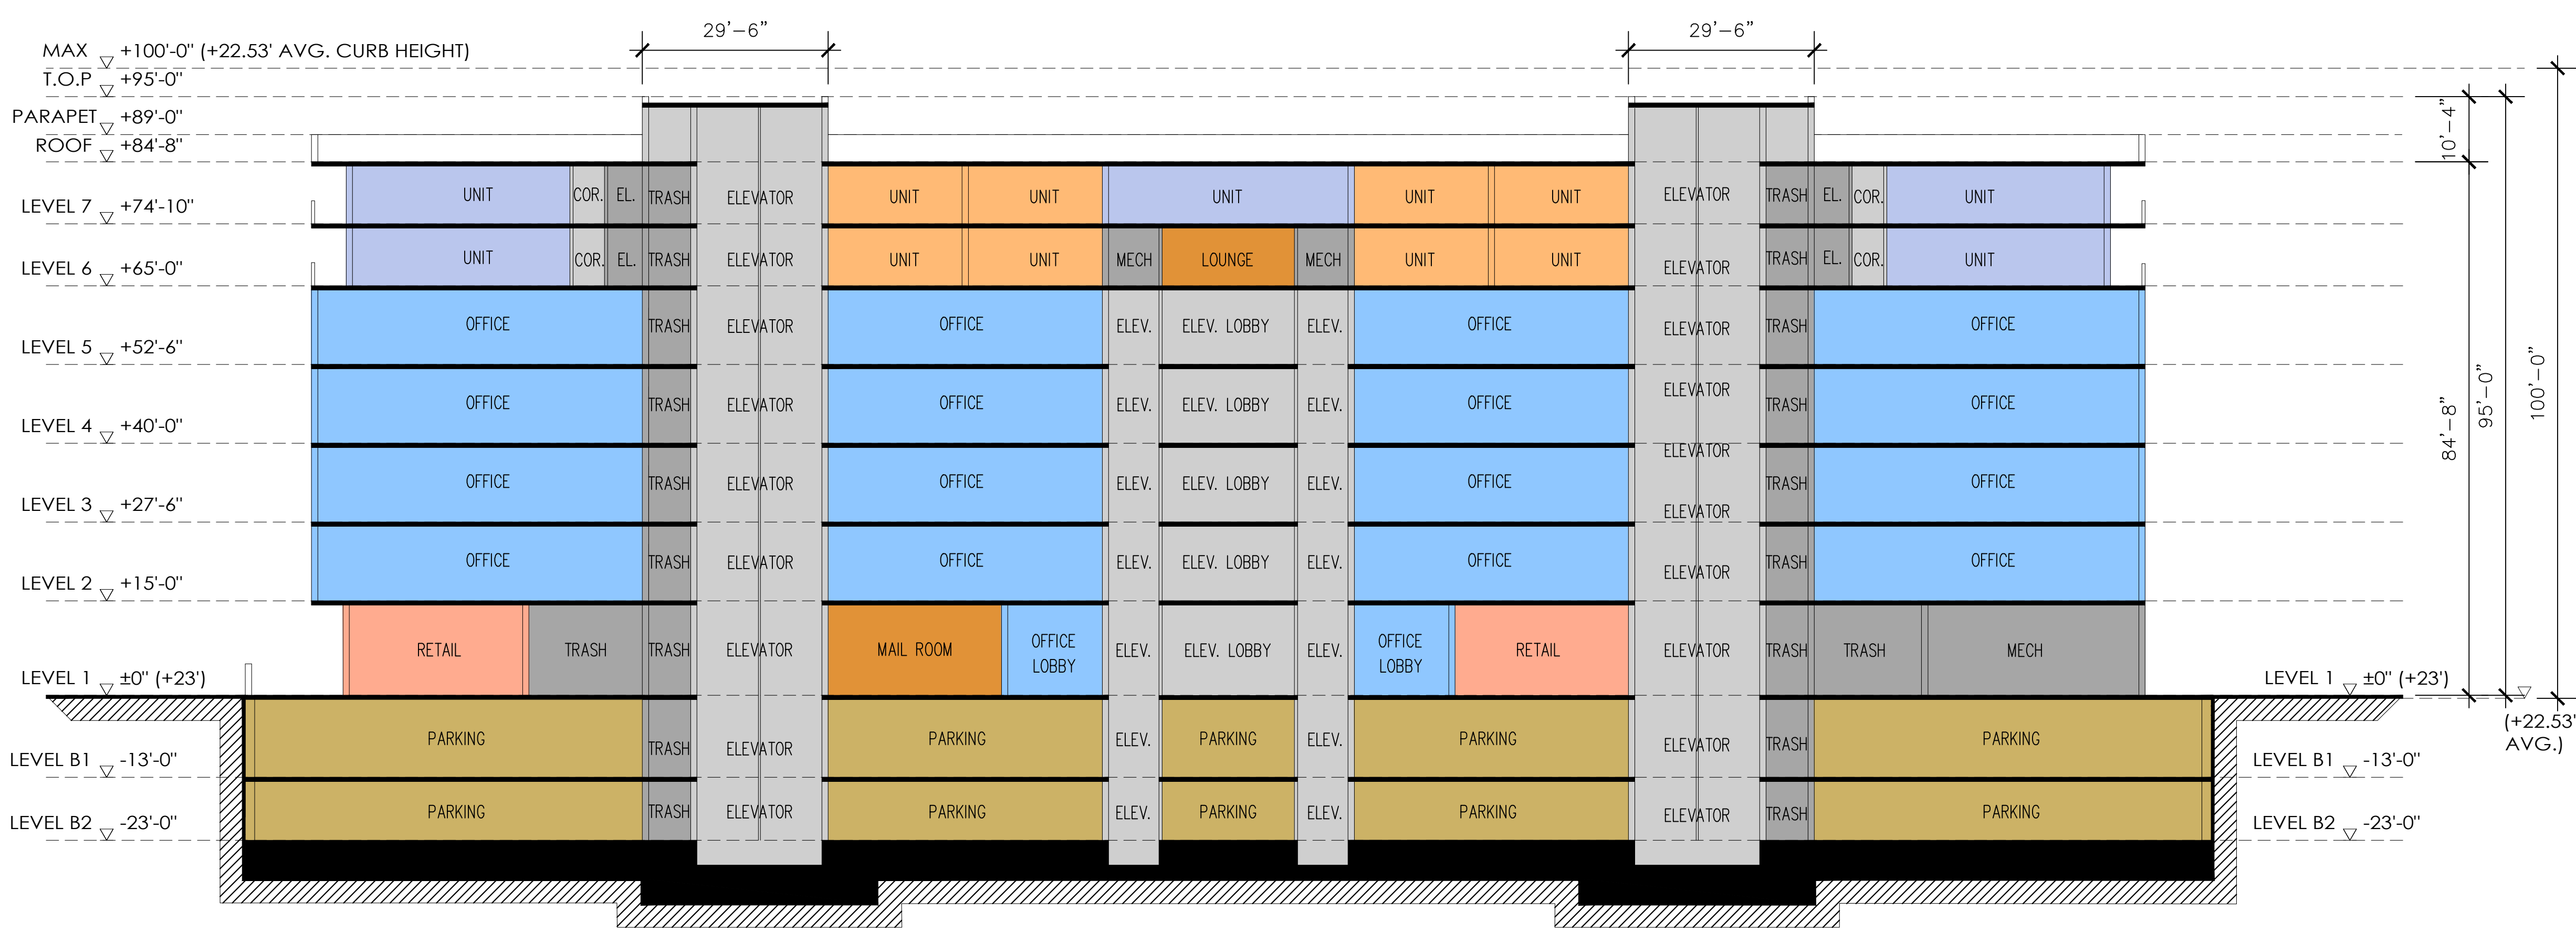 29'-6"
29'-6"
MAX +100'-0" (+22.53' AVG. CURB HEIGHT)
T.O.P +95'-0"
PARAPET +89'-0"
ROOF +84'-8"
10'-4"
UNIT COR. EL. TRASH ELEVATOR UNIT UNIT UNIT UNIT UNIT ELEVATOR TRASH EL. COR. UNIT
LEVEL 7 +74'-10"
UNIT COR. EL. TRASH ELEVATOR UNIT UNIT MECH LOUNGE MECH UNIT UNIT ELEVATOR TRASH EL. COR. UNIT
LEVEL 6 +65'-0"
OFFICE TRASH ELEVATOR OFFICE ELEV. ELEV. LOBBY ELEV. OFFICE ELEVATOR TRASH OFFICE
LEVEL 5 +52'-6"
OFFICE TRASH ELEVATOR OFFICE ELEV. ELEV. LOBBY ELEV. OFFICE ELEVATOR TRASH OFFICE
84'-8"
95'-0"
100'-0"
LEVEL 4 +40'-0"
ELEVATOR
OFFICE TRASH ELEVATOR OFFICE ELEV. ELEV. LOBBY ELEV. OFFICE ELEVATOR TRASH OFFICE
LEVEL 3 +27'-6"
OFFICE TRASH ELEVATOR OFFICE ELEV. ELEV. LOBBY ELEV. OFFICE ELEVATOR TRASH OFFICE
LEVEL 2 +15'-0"
RETAIL TRASH TRASH ELEVATOR MAIL ROOM OFFICE LOBBY ELEV. ELEV. LOBBY ELEV. OFFICE LOBBY RETAIL ELEVATOR TRASH TRASH MECH
LEVEL 1 ±0" (+23')
LEVEL 1 ±0" (+23')
(+22.53'
AVG.)
PARKING TRASH ELEVATOR PARKING ELEV. PARKING ELEV. PARKING ELEVATOR TRASH PARKING
LEVEL B1 -13'-0"
LEVEL B1 -13'-0"
PARKING TRASH ELEVATOR PARKING ELEV. PARKING ELEV. PARKING ELEVATOR TRASH PARKING
LEVEL B2 -23'-0"
LEVEL B2 -23'-0"